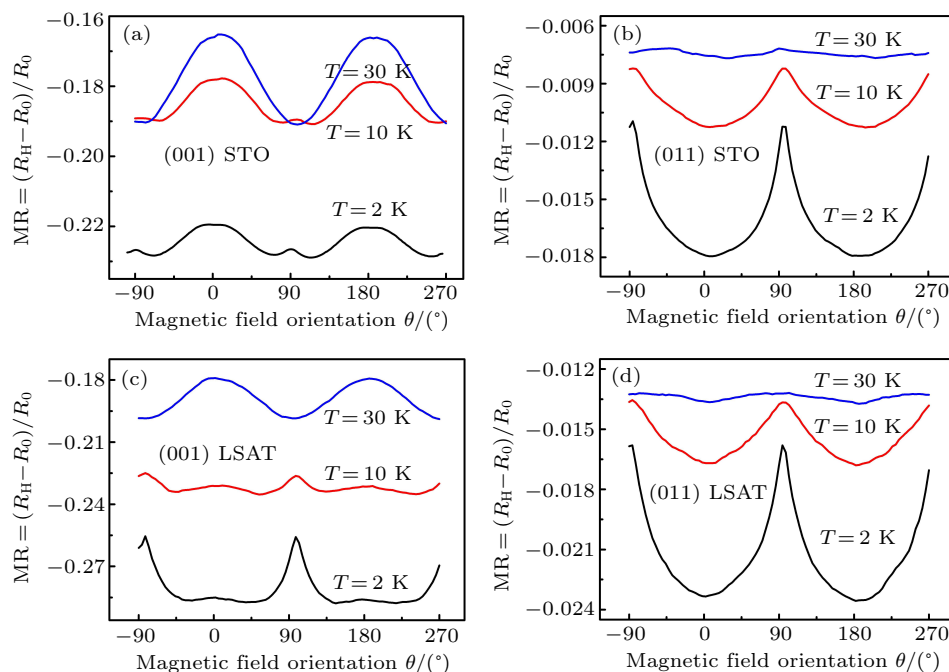 (a)
−0.16
−0.18
−0.20
−0.22
MR=(R_H−R_0)/R_0
T=30 K
T=10 K
(001) STO
T=2 K
−90 0 90 180 270
Magnetic field orientation θ/(°)
(b)
−0.006
−0.009
−0.012
−0.015
−0.018
MR=(R_H−R_0)/R_0
T=30 K
T=10 K
(011) STO
T=2 K
−90 0 90 180 270
Magnetic field orientation θ/(°)
(c)
−0.18
−0.21
−0.24
−0.27
MR=(R_H−R_0)/R_0
T=30 K
(001) LSAT
T=10 K
T=2 K
−90 0 90 180 270
Magnetic field orientation θ/(°)
(d)
−0.012
−0.015
−0.018
−0.021
−0.024
MR=(R_H−R_0)/R_0
T=30 K
T=10 K
(011) LSAT
T=2 K
−90 0 90 180 270
Magnetic field orientation θ/(°)